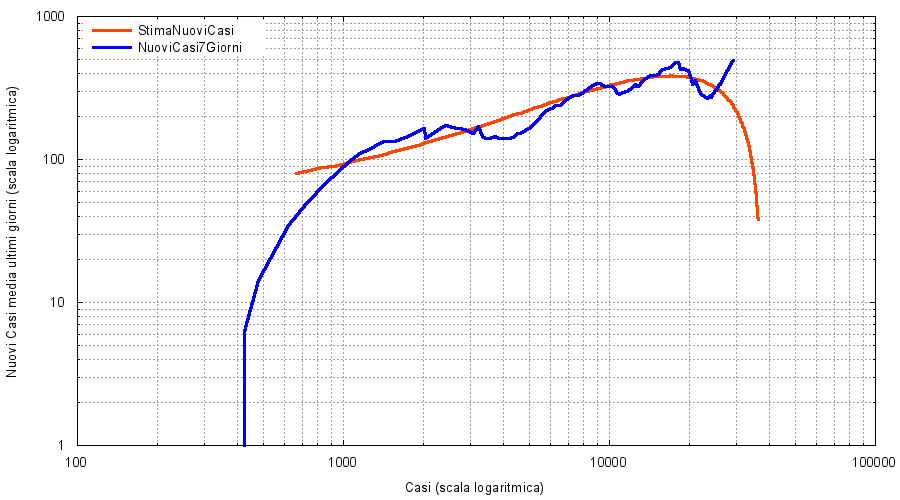 1000
StimaNuoviCasi
NuoviCasi7Giorni
100
10
1
100
1000
10000
100000
Nuovi Casi media ultimi giorni (scala logaritmica)
Casi (scala logaritmica)